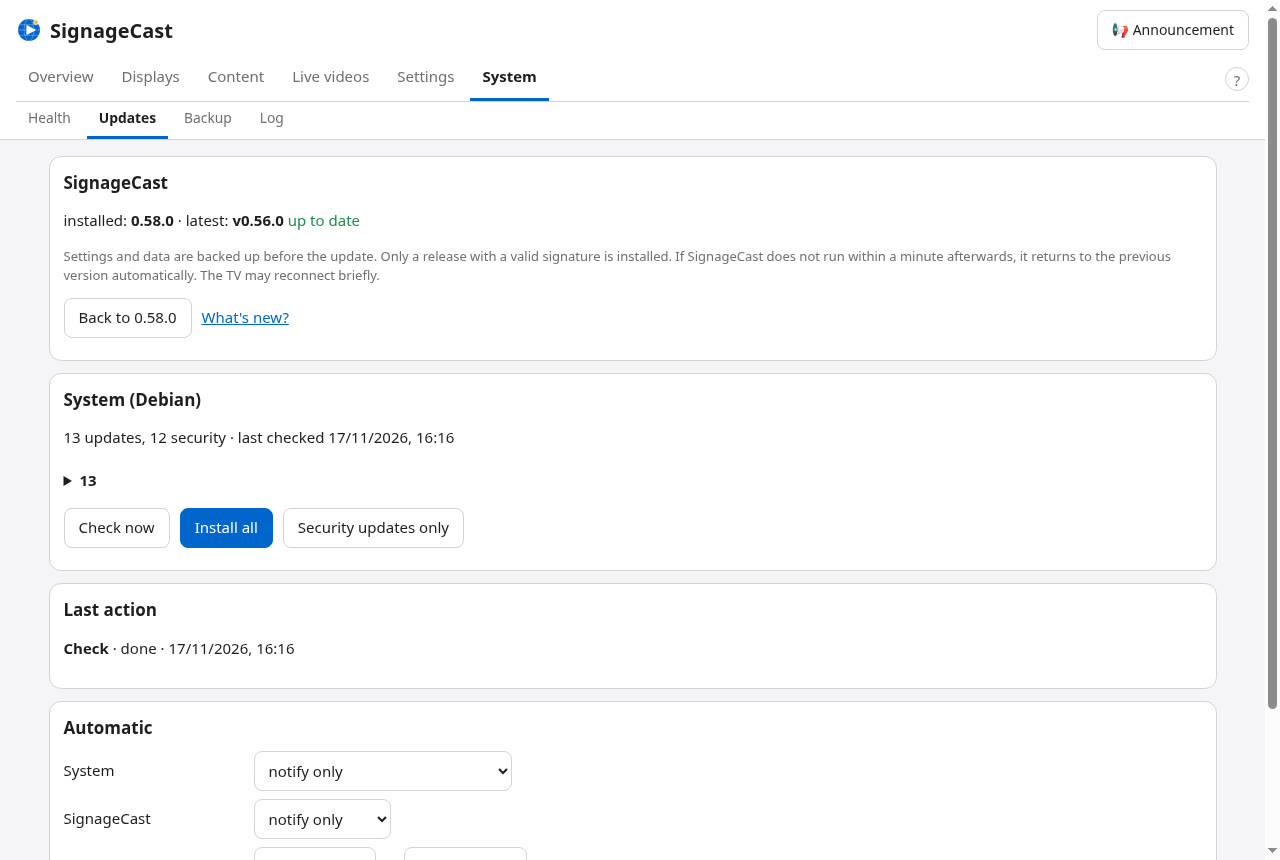 SignageCast
📢 Announcement
Overview Displays Content Live videos Settings System
?
Health Updates Backup Log
SignageCast
installed: 0.58.0 · latest: v0.56.0 up to date
Settings and data are backed up before the update. Only a release with a valid signature is installed. If SignageCast does not run within a minute afterwards, it returns to the previous
version automatically. The TV may reconnect briefly.
Back to 0.58.0 What's new?
System (Debian)
13 updates, 12 security · last checked 17/11/2026, 16:16
13
Check now Install all Security updates only
Last action
Check · done · 17/11/2026, 16:16
Automatic
System notify only
SignageCast notify only